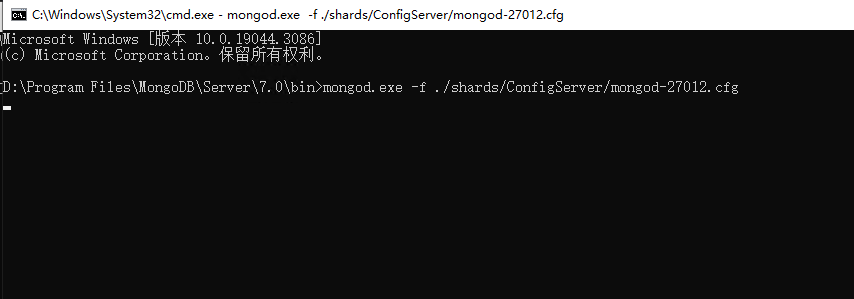 C:\Windows\System32\cmd.exe - mongod.exe  -f ./shards/ConfigServer/mongod-27012.cfg
Microsoft Windows [版本 10.0.19044.3086]
(c) Microsoft Corporation。保留所有权利。
D:\Program Files\MongoDB\Server\7.0\bin>mongod.exe -f ./shards/ConfigServer/mongod-27012.cfg